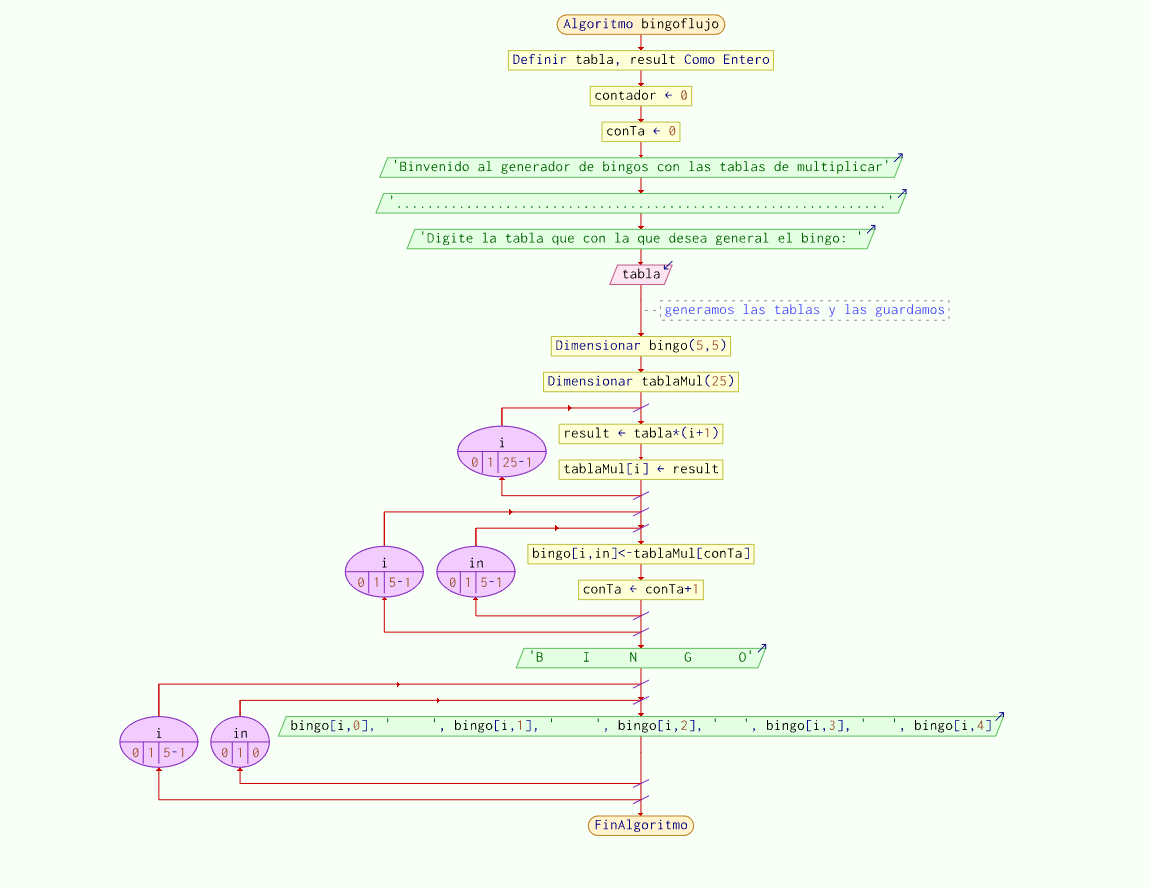 Algoritmo bingoflujo
Definir tabla, result Como Entero
contador ← 0
conTa ← 0
'Binvenido al generador de bingos con las tablas de multiplicar'
'...............................................................'
'Digite la tabla que con la que desea general el bingo: '
tabla
generamos las tablas y las guardamos
Dimensionar bingo(5,5)
Dimensionar tablaMul(25)
i
0 1 25-1
result ← tabla*(i+1)
tablaMul[i] ← result
i
0 1 5-1
in
0 1 5-1
bingo[i,in]<-tablaMul[conTa]
conTa ← conTa+1
'B     I     N      G      O'
i
0 1 5-1
in
0 1 0
bingo[i,0], '     ', bingo[i,1], '     ', bingo[i,2], '   ', bingo[i,3], '   ', bingo[i,4]
FinAlgoritmo